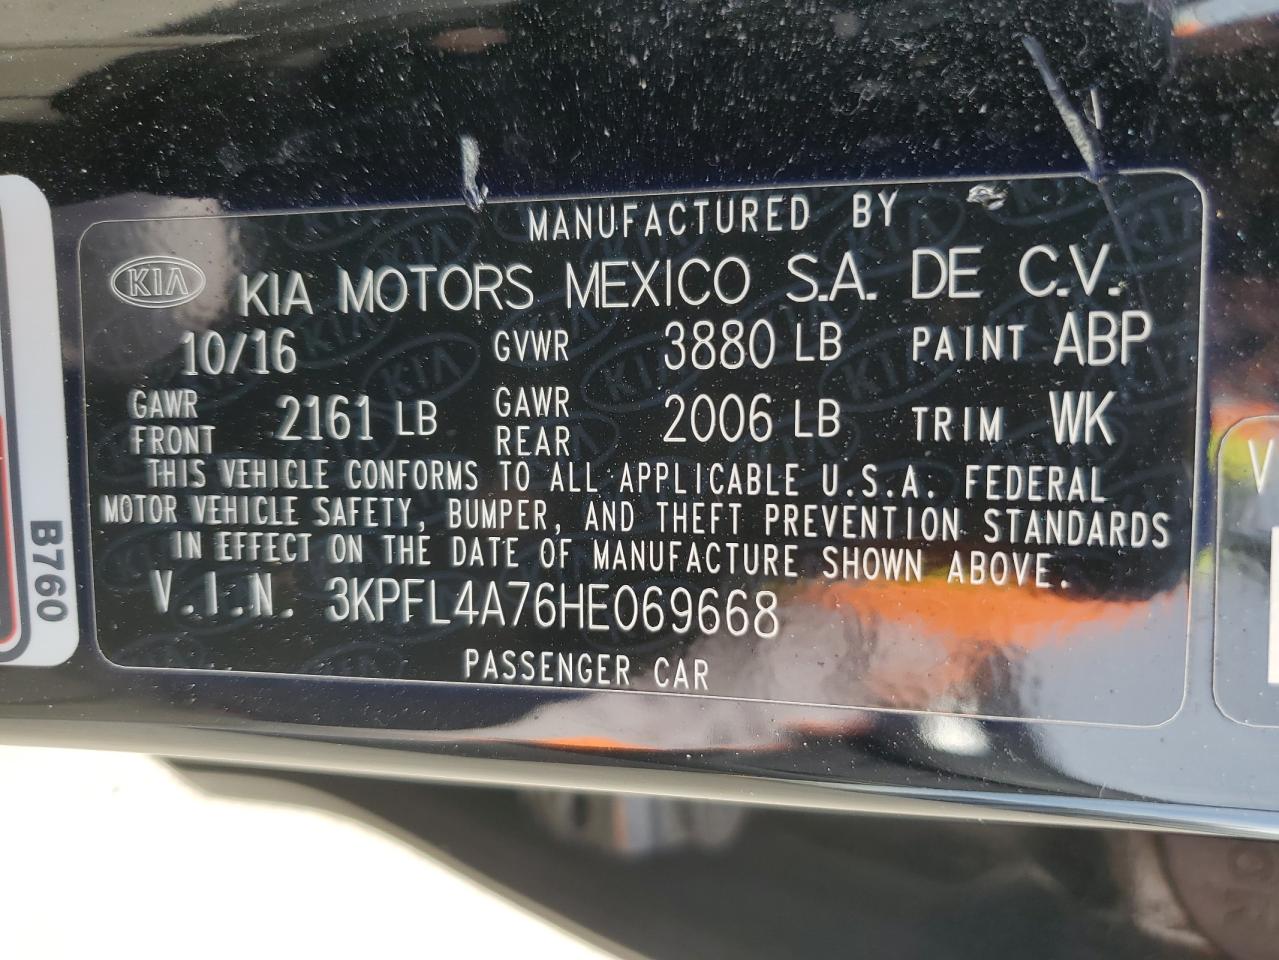 MANUFACTURED BY
KIA KIA MOTORS MEXICO S.A. DE C.V.
10/16 GVWR 3880 LB PAINT ABP
GAWR FRONT 2161 LB GAWR REAR 2006 LB TRIM WK
THIS VEHICLE CONFORMS TO ALL APPLICABLE U.S.A. FEDERAL
MOTOR VEHICLE SAFETY, BUMPER, AND THEFT PREVENTION STANDARDS
IN EFFECT ON THE DATE OF MANUFACTURE SHOWN ABOVE.
V.I.N. 3KPFL4A76HE069668
PASSENGER CAR
B760
V